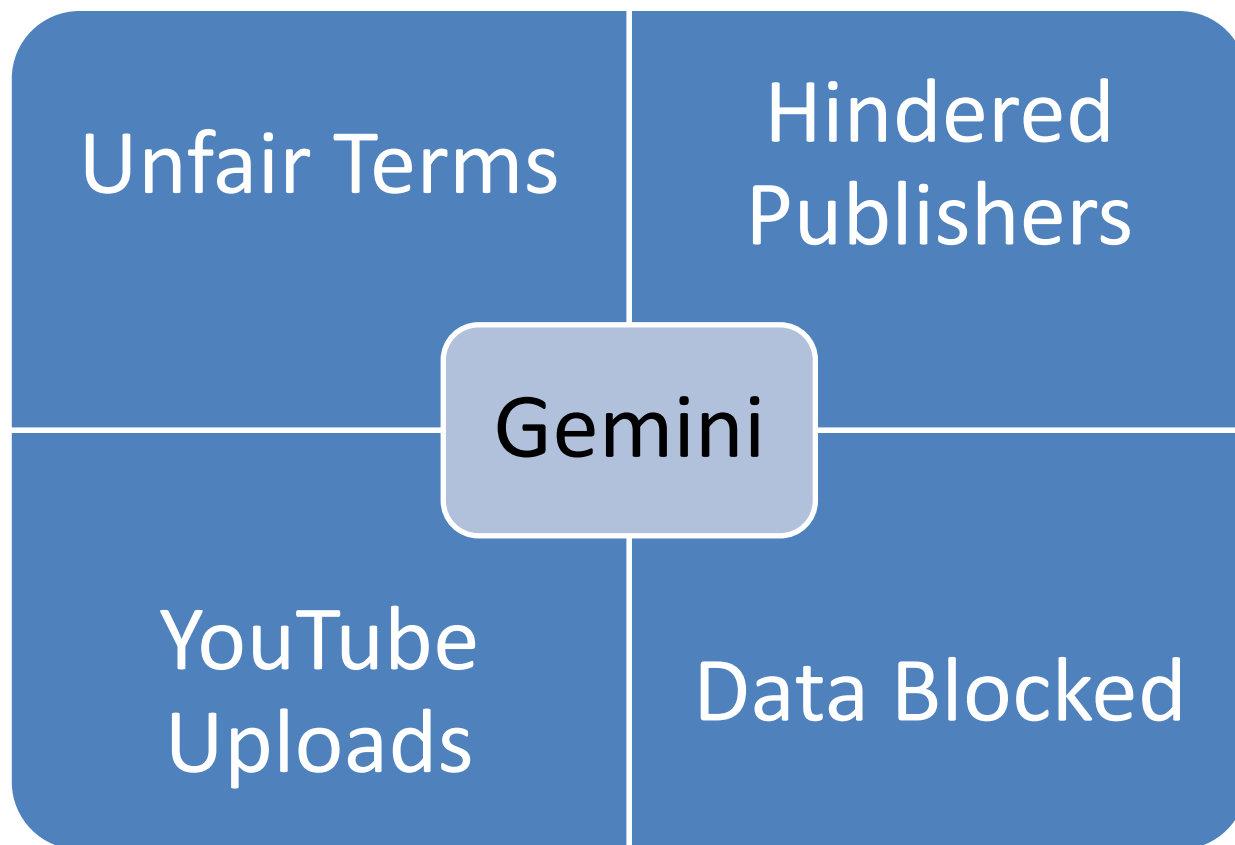 Unfair Terms
Hindered
Publishers
Gemini
YouTube
Uploads
Data Blocked